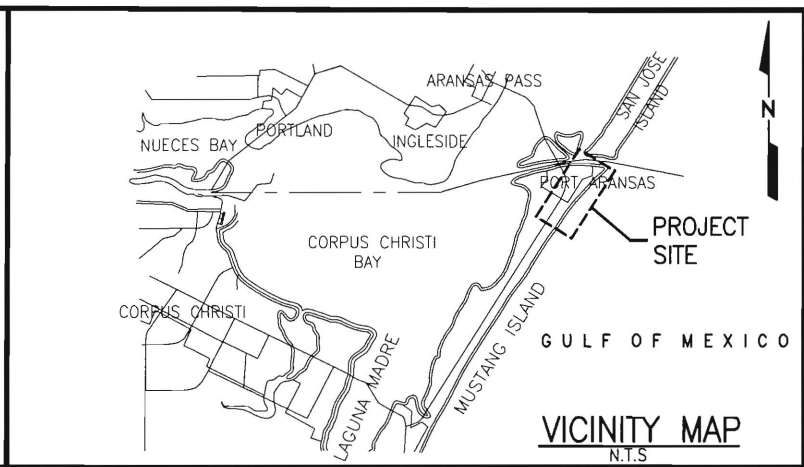 ARANSAS PASS
SAN JOSE
ISLAND
N
NUECES BAY
PORTLAND
INGLESIDE
PORT ARANSAS
PROJECT
SITE
CORPUS CHRISTI
BAY
CORPUS CHRISTI
LAGUNA MADRE
MUSTANG ISLAND
GULF OF MEXICO
VICINITY MAP
N.T.S